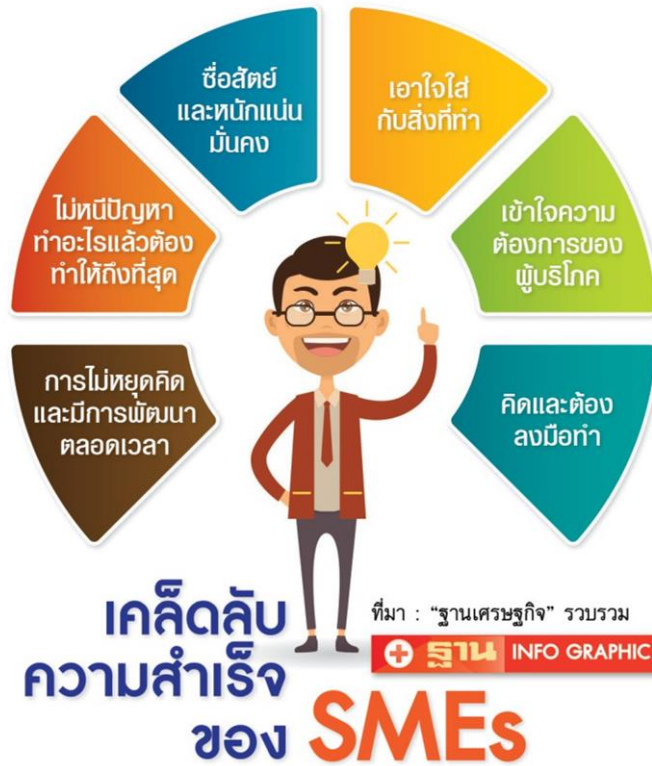 ซื่อสัตย์
และหนักแน่น
มั่นคง
เอาใจใส่
กับสิ่งที่ทำ
ไม่หนีปัญหา
ทำอะไรแล้วต้อง
ทำให้ถึงที่สุด
เข้าใจความ
ต้องการของ
ผู้บริโภค
การไม่หยุดคิด
และมีการพัฒนา
ตลอดเวลา
คิดและต้อง
ลงมือทำ
เคล็ดลับ
ความสำเร็จ
ของ SMEs
ที่มา : “ฐานเศรษฐกิจ” รวบรวม
ฐาน INFO GRAPHIC